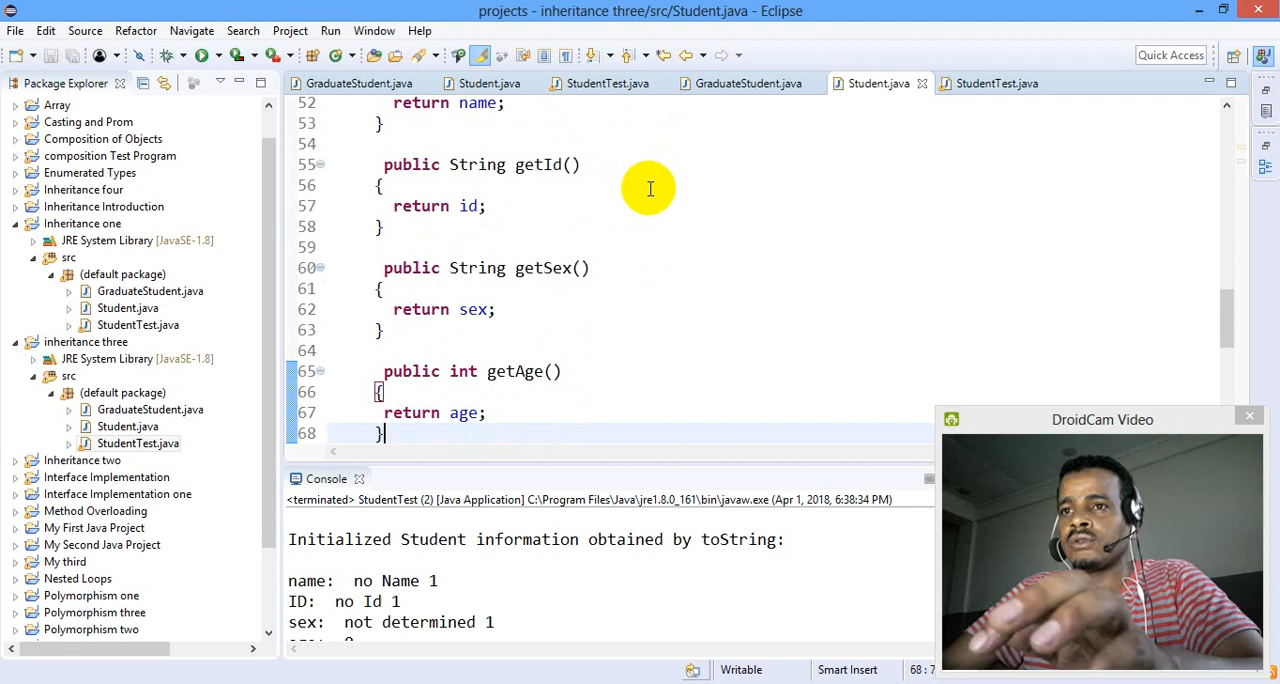 projects - inheritance three/src/Student.java - Eclipse
File Edit Source Refactor Navigate Search Project Run Window Help
Quick Access
Package Explorer
GraduateStudent.java Student.java StudentTest.java GraduateStudent.java Student.java StudentTest.java
Array
Casting and Prom
Composition of Objects
composition Test Program
Enumerated Types
Inheritance four
Inheritance Introduction
Inheritance one
JRE System Library [JavaSE-1.8]
src
(default package)
GraduateStudent.java
Student.java
StudentTest.java
inheritance three
JRE System Library [JavaSE-1.8]
src
(default package)
GraduateStudent.java
Student.java
StudentTest.java
Inheritance two
Interface Implementation
Interface Implementation one
Method Overloading
My First Java Project
My Second Java Project
My third
Nested Loops
Polymorphism one
Polymorphism three
Polymorphism two
52 return name;
53 }
54
55 public String getId()
56 {
57 return id;
58 }
59
60 public String getSex()
61 {
62 return sex;
63 }
64
65 public int getAge()
66 {
67 return age;
68 }
Console
<terminated> StudentTest (2) [Java Application] C:\Program Files\Java\jre1.8.0_161\bin\javaw.exe (Apr 1, 2018, 6:38:34 PM)
Initialized Student information obtained by toString:
name: no Name 1
ID: no Id 1
sex: not determined 1
DroidCam Video
Writable Smart Insert 68 : 7